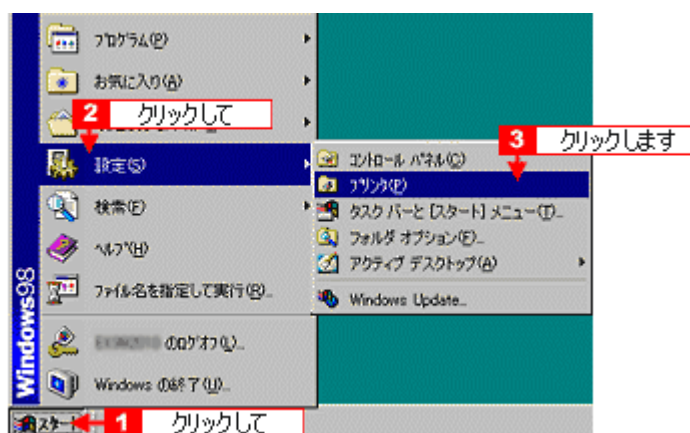 プログラム(P)
お気に入り(A)
2 クリックして
設定(S)
検索(F)
ヘルプ(H)
ファイル名を指定して実行(R)...
のログオフ(L)...
Windows の終了(U)...
Windows98
スタート
1 クリックして
3 クリックします
コントロール パネル(C)
プリンタ(P)
タスク バーと [スタート] メニュー(T)...
フォルダ オプション(F)...
アクティブ デスクトップ(A)
Windows Update...